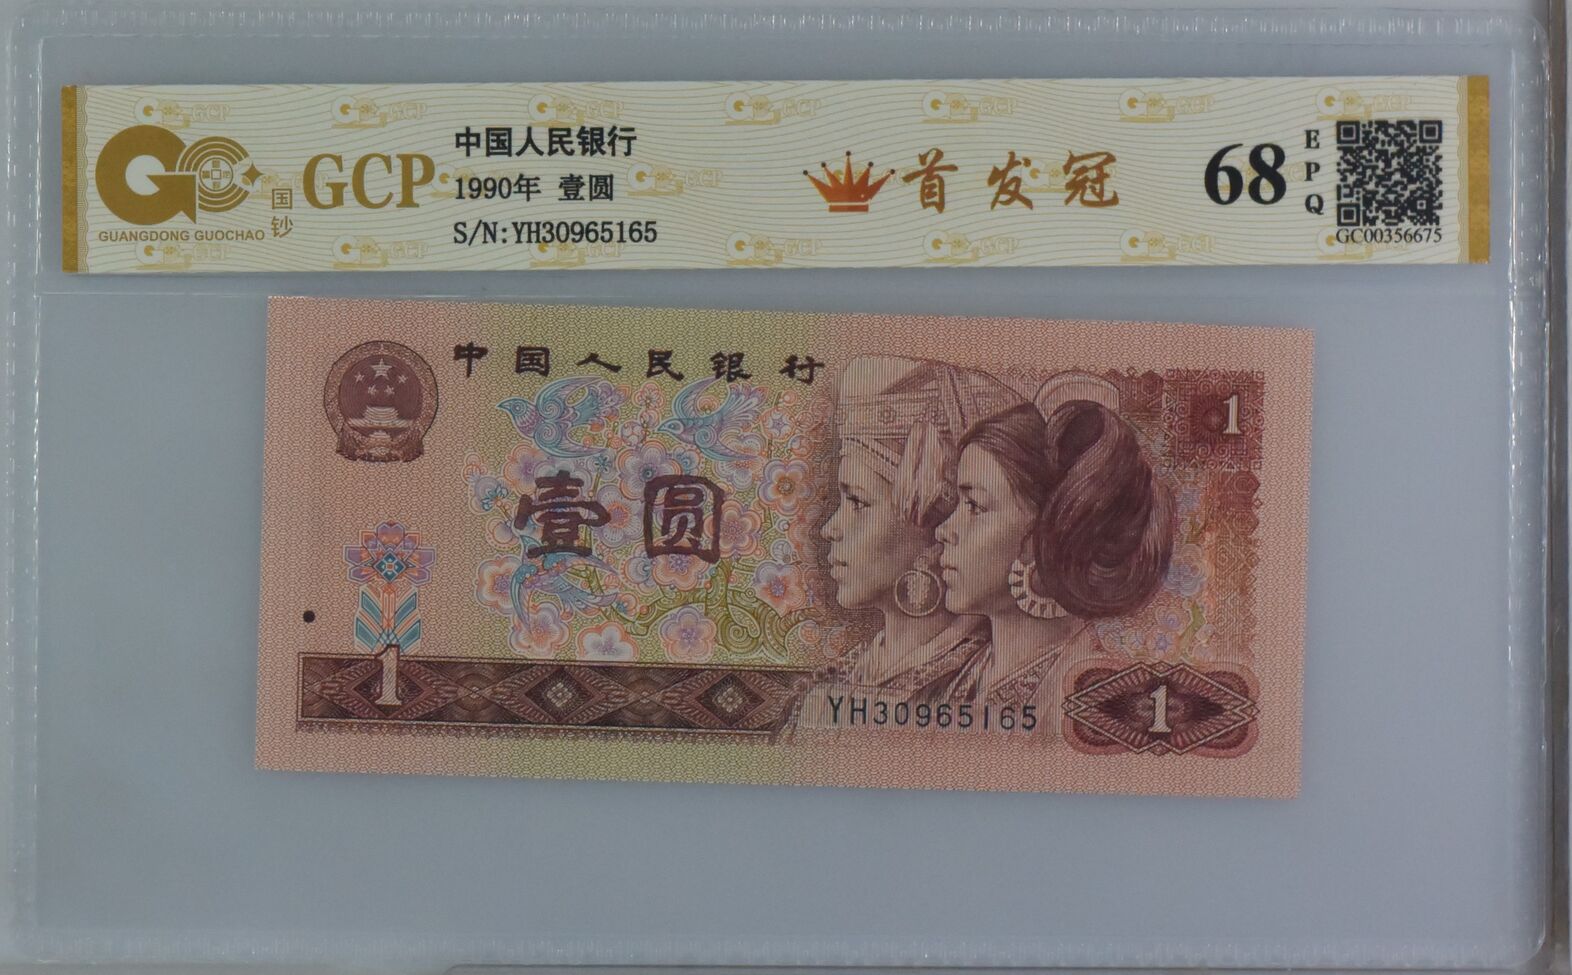 GUANGDONG GUOCHAO
国钞
GCP
中国人民银行
1990年 壹圆
S/N:YH30965165
首发冠
68
EPQ
GC00356675
中国人民银行
1
壹圆
1
YH30965165
1